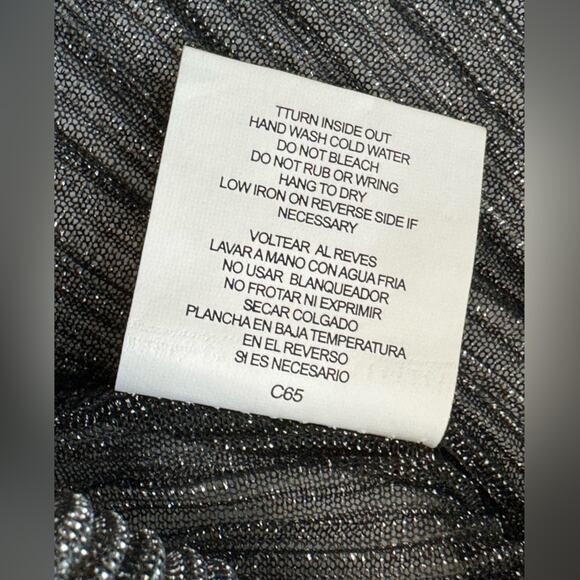 TTURN INSIDE OUT
HAND WASH COLD WATER
DO NOT BLEACH
DO NOT RUB OR WRING
HANG TO DRY
LOW IRON ON REVERSE SIDE IF
NECESSARY
VOLTEAR AL REVES
LAVAR A MANO CON AGUA FRIA
NO USAR BLANQUEADOR
NO FROTAR NI EXPRIMIR
SECAR COLGADO
PLANCHA EN BAJA TEMPERATURA
EN EL REVERSO
SI ES NECESARIO
C65